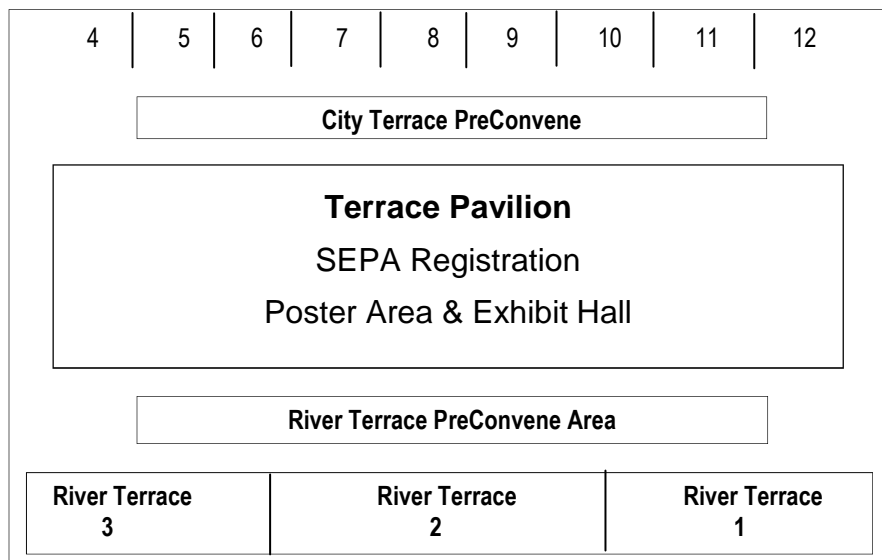 4 5 6 7 8 9 10 11 12
City Terrace PreConvene
Terrace Pavilion
SEPA Registration
Poster Area & Exhibit Hall
River Terrace PreConvene Area
River Terrace River Terrace River Terrace
3 2 1